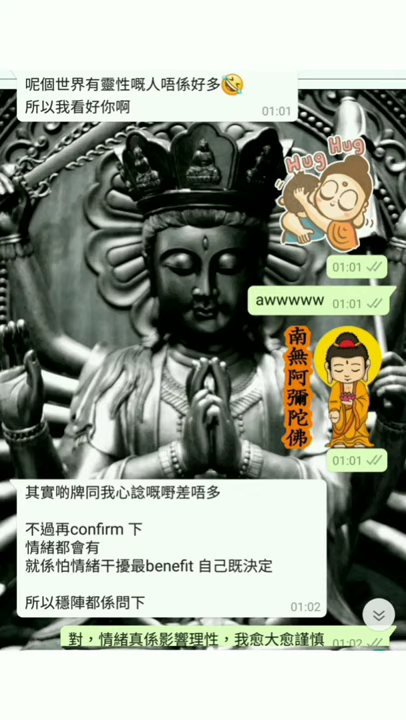 呢個世界有靈性嘅人唔係好多🤣
所以我看好你啊
01:01
Hug Hug
01:01
awwwww 01:01
南無阿彌陀佛
01:01
其實啲牌同我心諗嘅嘢差唔多
不過再confirm 下
情緒都會有
就係怕情緒干擾最benefit 自己既決定
所以穩陣都係問下
01:02
對，情緒真係影響理性，我愈大愈謹慎 01:02